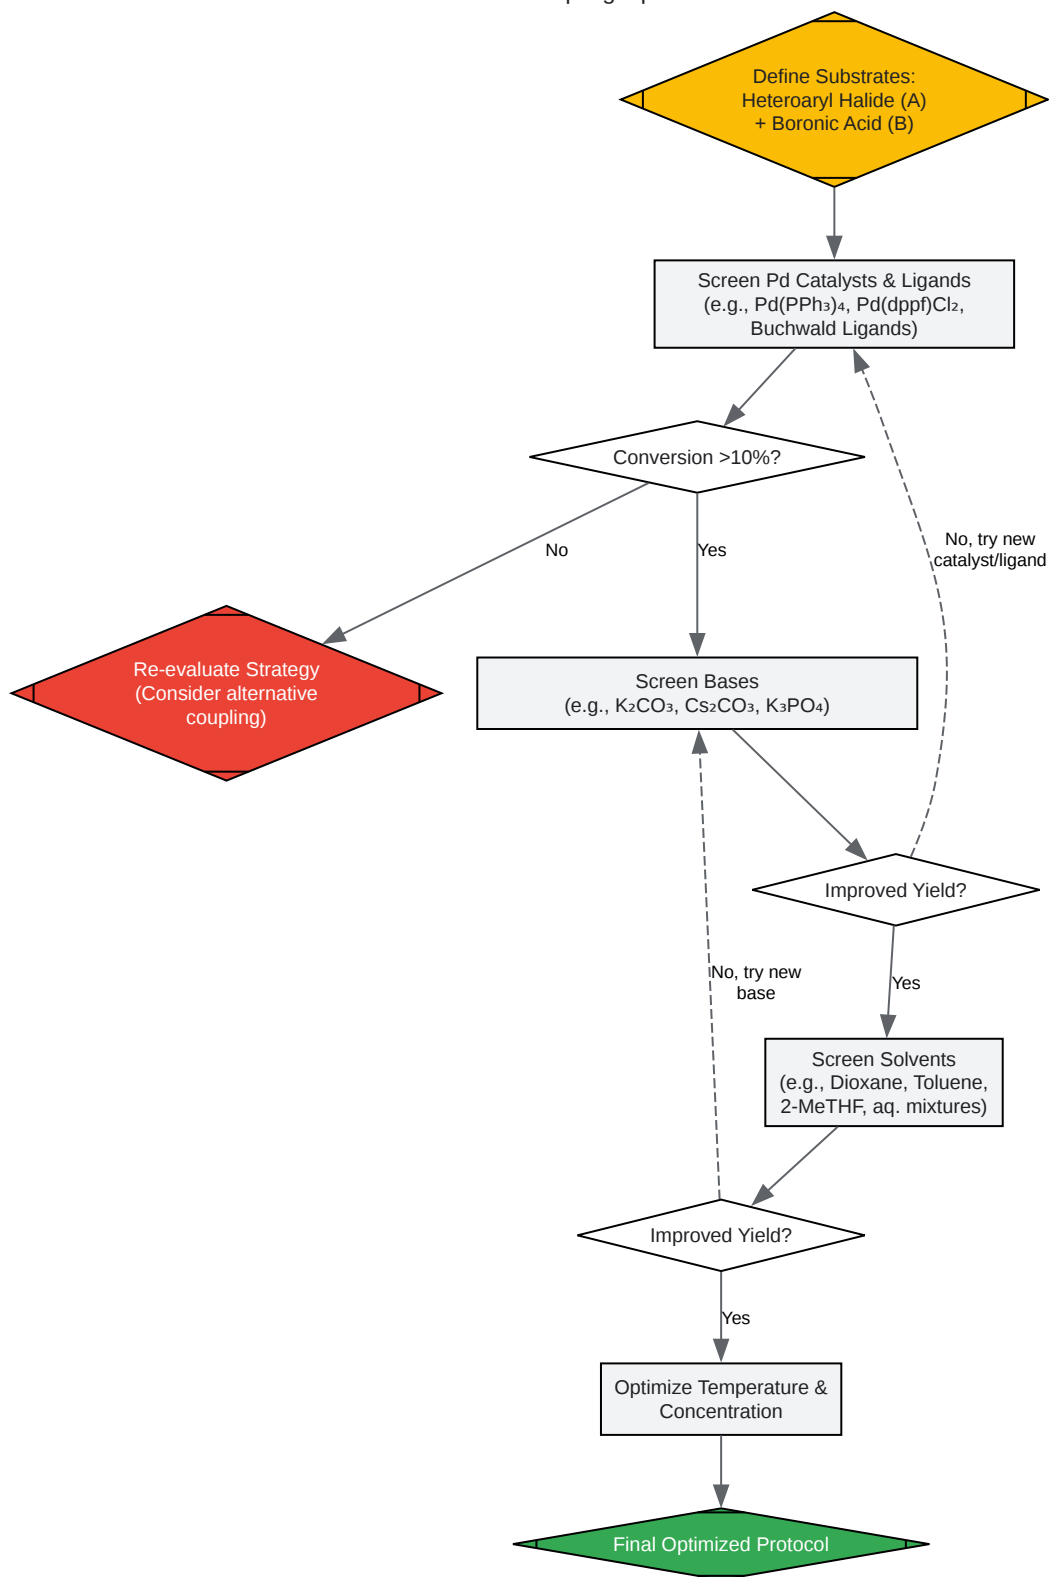 Define Substrates:
Heteroaryl Halide (A)
+ Boronic Acid (B)
Screen Pd Catalysts & Ligands
(e.g., Pd(PPh₃)₄, Pd(dppf)Cl₂,
Buchwald Ligands)
Conversion >10%?
No
Yes
No, try new
catalyst/ligand
Re-evaluate Strategy
(Consider alternative
coupling)
Screen Bases
(e.g., K₂CO₃, Cs₂CO₃, K₃PO₄)
Improved Yield?
No, try new
base
Yes
Screen Solvents
(e.g., Dioxane, Toluene,
2-MeTHF, aq. mixtures)
Improved Yield?
Yes
Optimize Temperature &
Concentration
Final Optimized Protocol